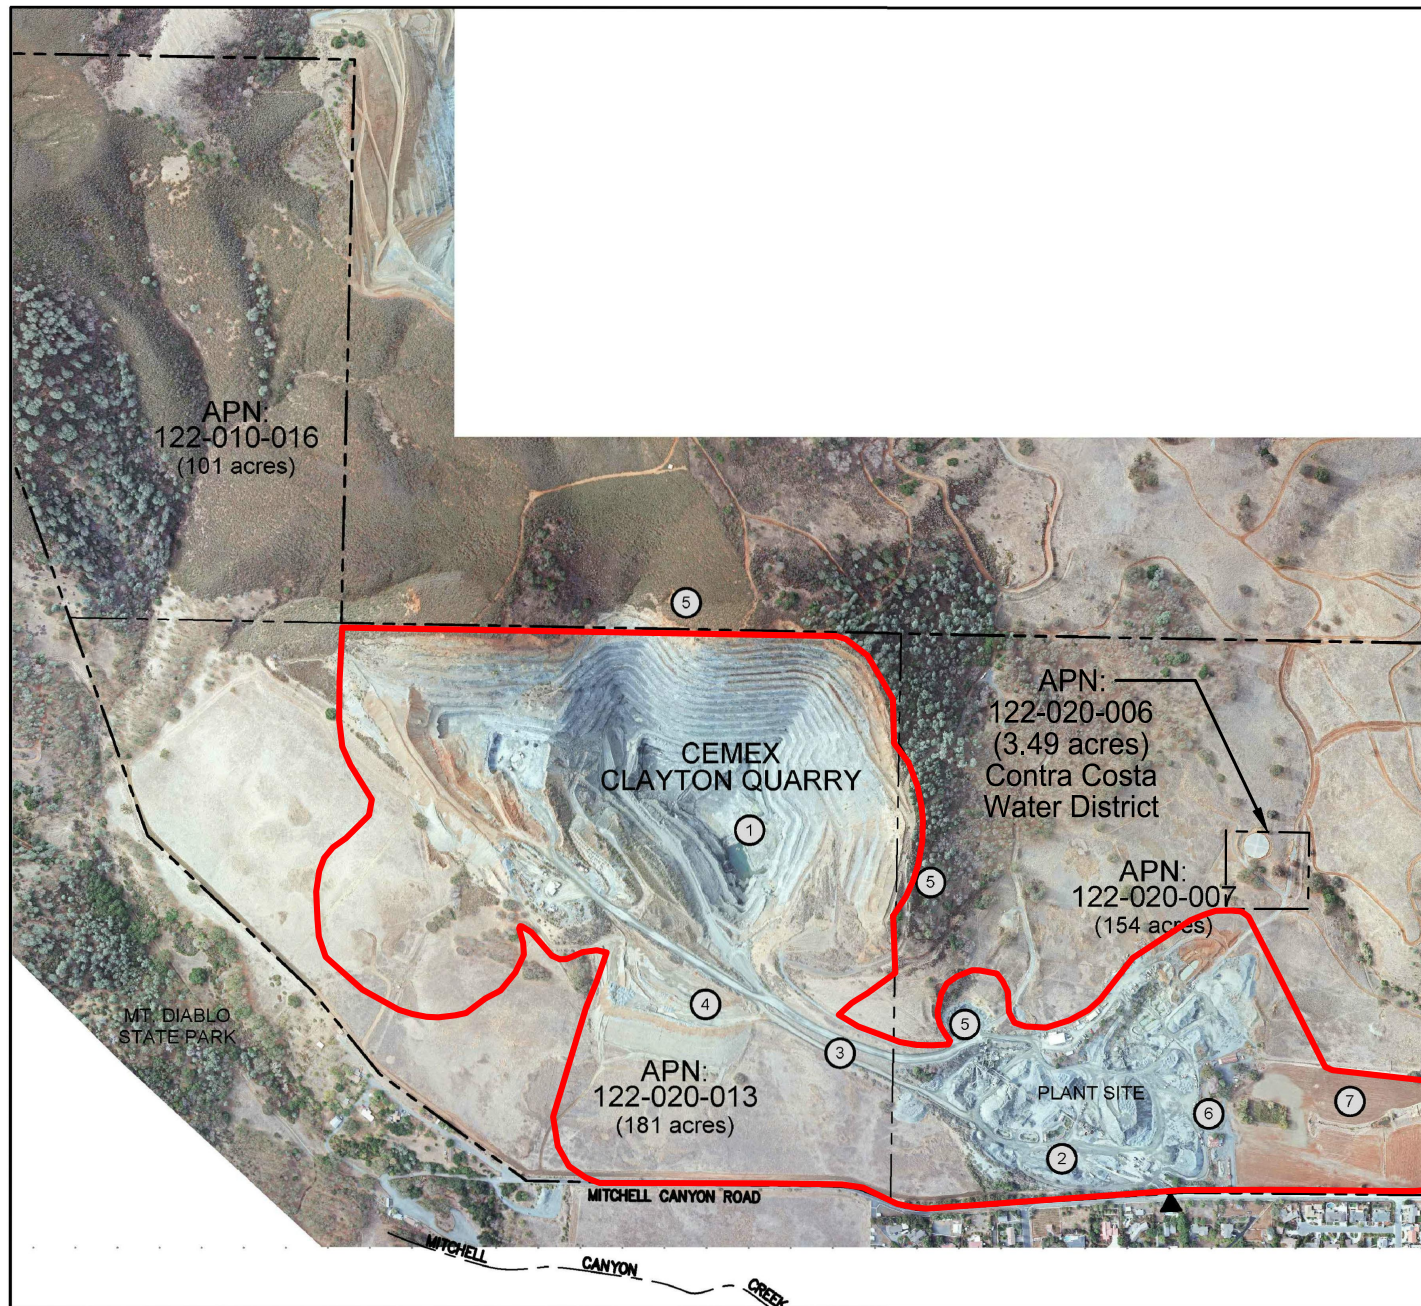 APN:
122-010-016
(101 acres)
5
APN:
122-020-006
(3.49 acres)
Contra Costa
Water District
CEMEX
CLAYTON QUARRY
1
5
APN:
122-020-007
(154 acres)
4
5
3
MT. DIABLO
STATE PARK
APN:
122-020-013
(181 acres)
PLANT SITE
6
7
2
MITCHELL CANYON ROAD
MITCHELL CANYON CREEK